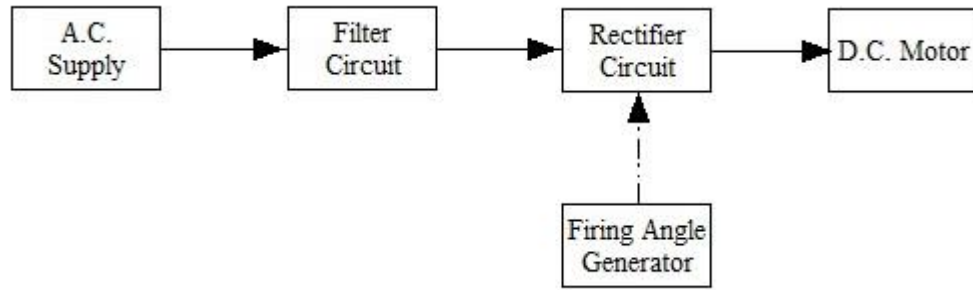 A.C.
Supply
Filter
Circuit
Rectifier
Circuit
D.C. Motor
Firing Angle
Generator